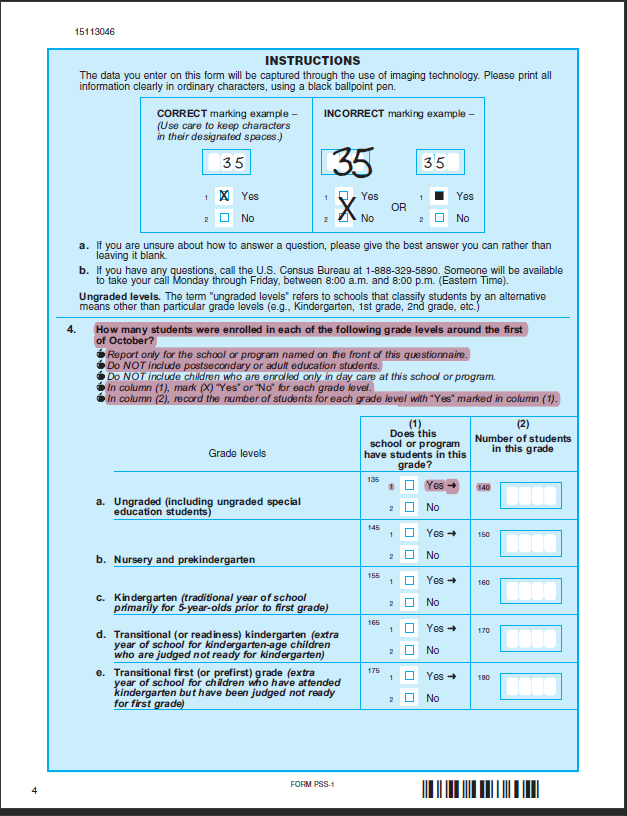 15113046
INSTRUCTIONS
The data you enter on this form will be captured through the use of imaging technology. Please print all
information clearly in ordinary characters, using a black ballpoint pen.
CORRECT marking example –
(Use care to keep characters
in their designated spaces.)
35
1 X Yes
2 No
INCORRECT marking example –
35
1 Yes
X
2 No
OR
35
1 Yes
2 No
a. If you are unsure about how to answer a question, please give the best answer you can rather than
leaving it blank.
b. If you have any questions, call the U.S. Census Bureau at 1-888-329-5890. Someone will be available
to take your call Monday through Friday, between 8:00 a.m. and 8:00 p.m. (Eastern Time).
Ungraded levels. The term "ungraded levels" refers to schools that classify students by an alternative
means other than particular grade levels (e.g., Kindergarten, 1st grade, 2nd grade, etc.)
4. How many students were enrolled in each of the following grade levels around the first
of October?
Report only for the school or program named on the front of this questionnaire.
Do NOT include postsecondary or adult education students.
Do NOT include children who are enrolled only in day care at this school or program.
In column (1), mark (X) "Yes" or "No" for each grade level.
In column (2), record the number of students for each grade level with "Yes" marked in column (1).
Grade levels
(1)
Does this
school or program
have students in this
grade?
(2)
Number of students
in this grade
a. Ungraded (including ungraded special
education students)
135
1 Yes ➔
2 No
140
b. Nursery and prekindergarten
145
1 Yes ➔
2 No
150
c. Kindergarten (traditional year of school
primarily for 5-year-olds prior to first grade)
155
1 Yes ➔
2 No
160
d. Transitional (or readiness) kindergarten (extra
year of school for kindergarten-age children
who are judged not ready for kindergarten)
165
1 Yes ➔
2 No
170
e. Transitional first (or prefirst) grade (extra
year of school for children who have attended
kindergarten but have been judged not ready
for first grade)
175
1 Yes ➔
2 No
180
4
FORM PSS-1